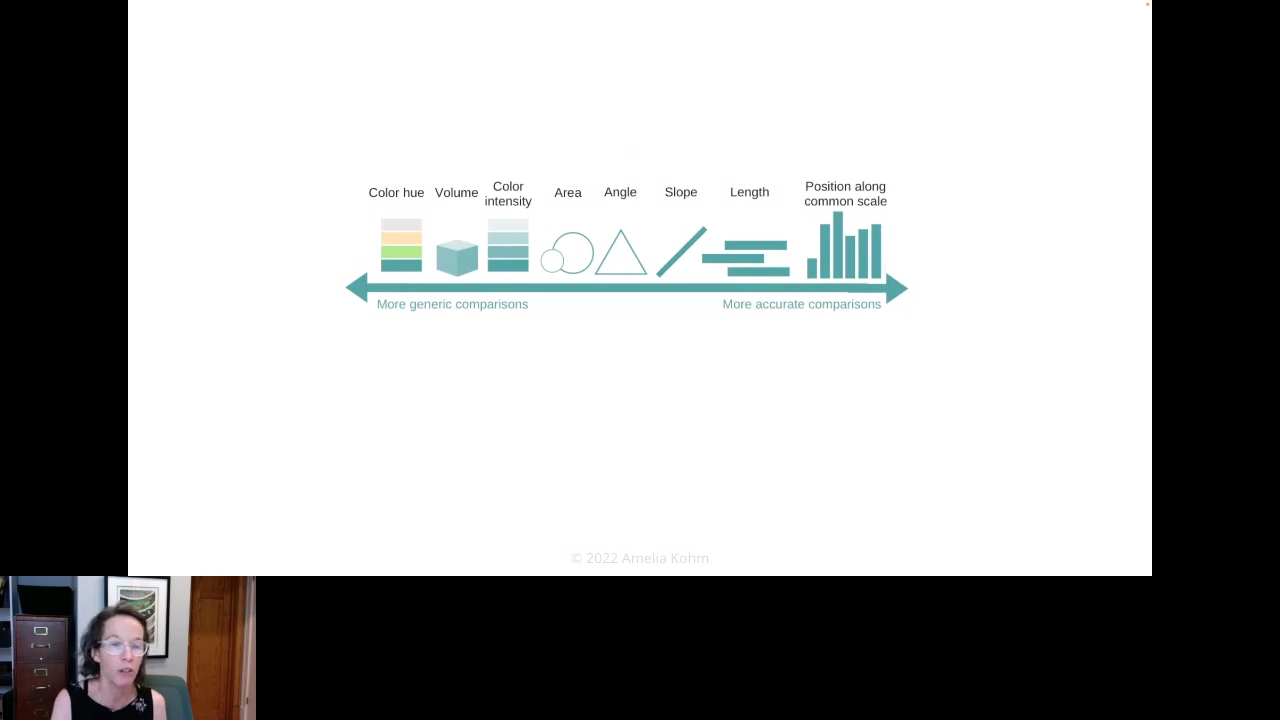 Color hue
Volume
Color
intensity
Area
Angle
Slope
Length
Position along
common scale
More generic comparisons
More accurate comparisons
© 2022 Amelia Kohm